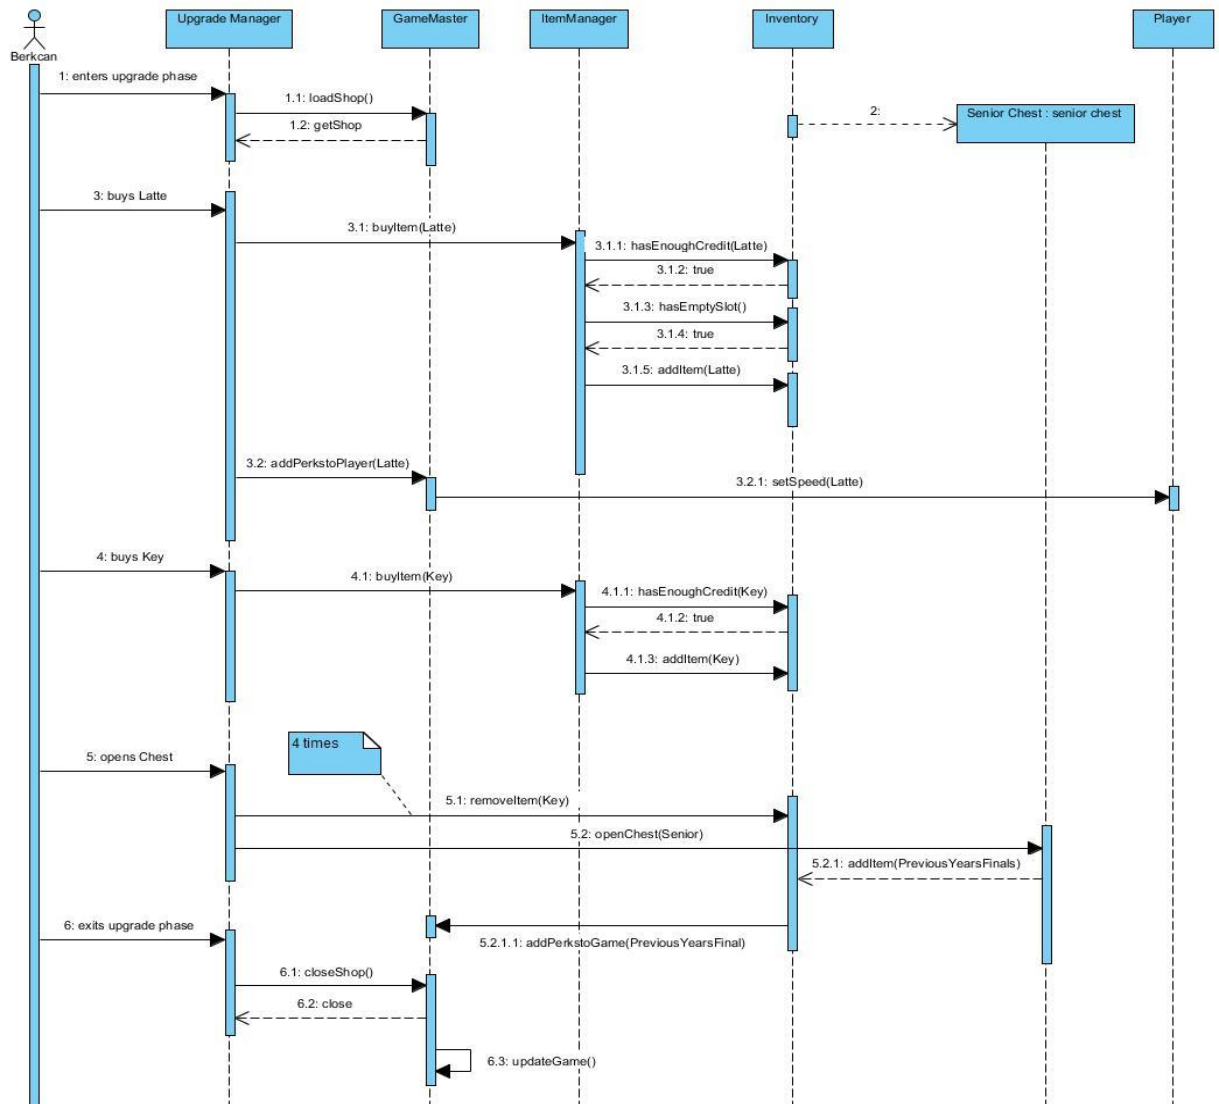 Upgrade Manager
GameMaster
ItemManager
Inventory
Player
Berkcan
1: enters upgrade phase
1.1: loadShop()
1.2: getShop
2:
Senior Chest : senior chest
3: buys Latte
3.1: buyItem(Latte)
3.1.1: hasEnoughCredit(Latte)
3.1.2: true
3.1.3: hasEmptySlot()
3.1.4: true
3.1.5: addItem(Latte)
3.2: addPerkstoPlayer(Latte)
3.2.1: setSpeed(Latte)
4: buys Key
4.1: buyItem(Key)
4.1.1: hasEnoughCredit(Key)
4.1.2: true
4.1.3: addItem(Key)
4 times
5: opens Chest
5.1: removeItem(Key)
5.2: openChest(Senior)
5.2.1: addItem(PreviousYearsFinals)
6: exits upgrade phase
5.2.1.1: addPerkstoGame(PreviousYearsFinal)
6.1: closeShop()
6.2: close
6.3: updateGame()